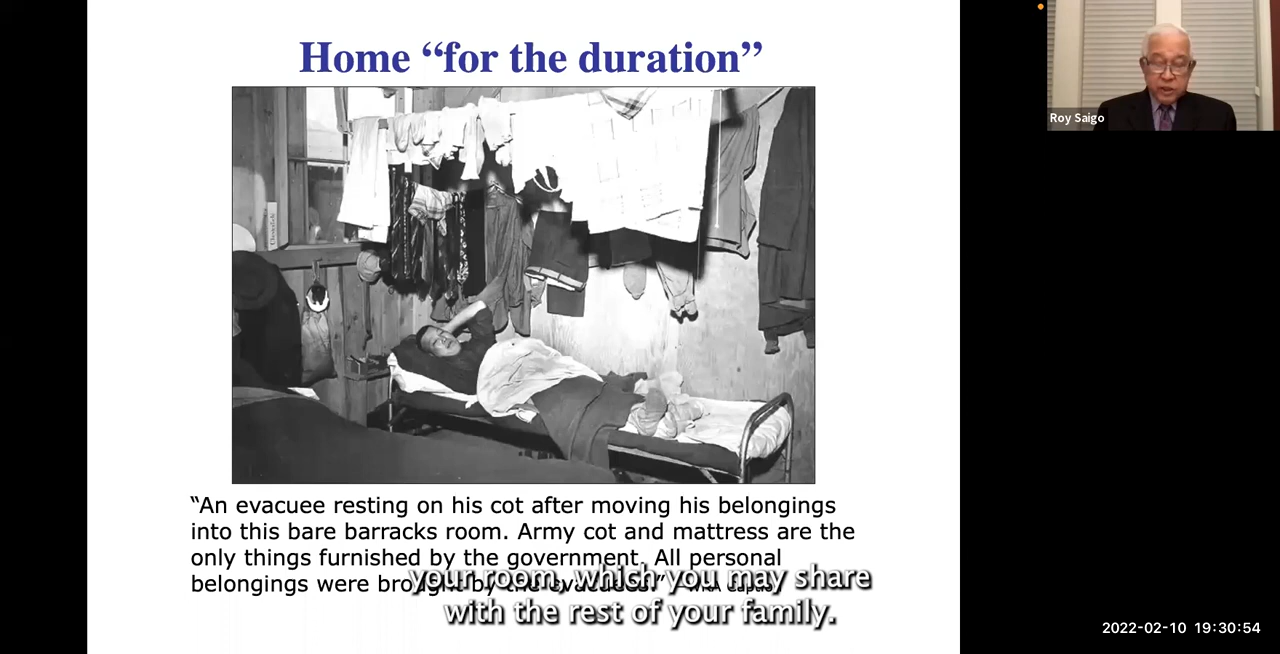 Home “for the duration”
Roy Saigo
“An evacuee resting on his cot after moving his belongings
into this bare barracks room. Army cot and mattress are the
only things furnished by the government. All personal
belongings were brought by the evacuees.”
your room, which you may share
with the rest of your family.
2022-02-10 19:30:54